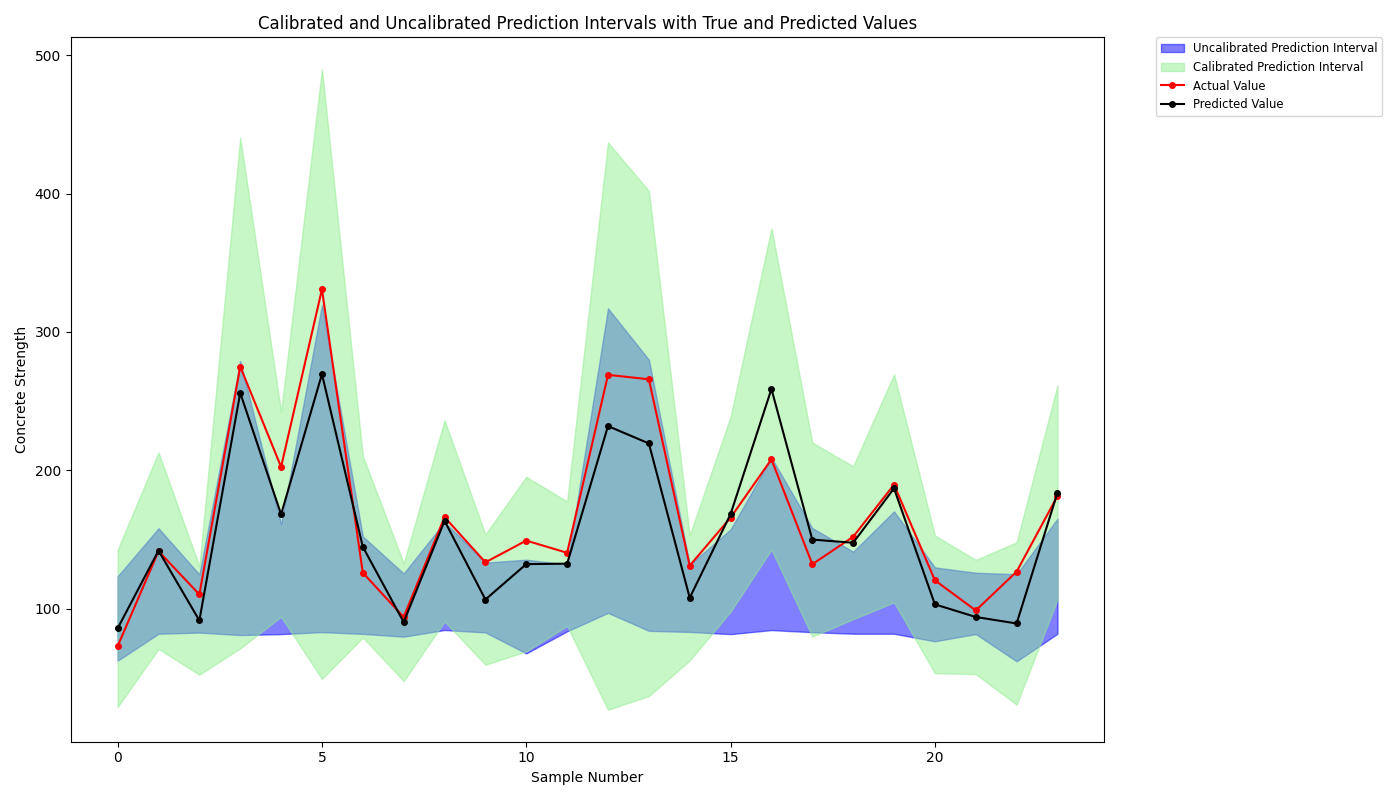 Calibrated and Uncalibrated Prediction Intervals with True and Predicted Values
Uncalibrated Prediction Interval
Calibrated Prediction Interval
Actual Value
Predicted Value
500
400
300
200
100
Concrete Strength
0 5 10 15 20
Sample Number